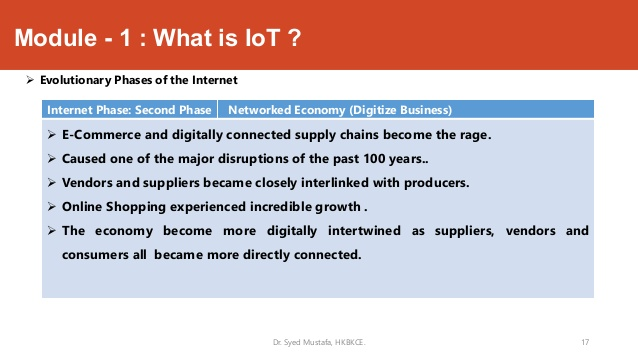 Module - 1 : What is IoT ?
➢ Evolutionary Phases of the Internet
Internet Phase: Second Phase Networked Economy (Digitize Business)
➢ E-Commerce and digitally connected supply chains become the rage.
➢ Caused one of the major disruptions of the past 100 years..
➢ Vendors and suppliers became closely interlinked with producers.
➢ Online Shopping experienced incredible growth .
➢ The economy become more digitally intertwined as suppliers, vendors and
consumers all became more directly connected.
Dr. Syed Mustafa, HKBKCE. 17